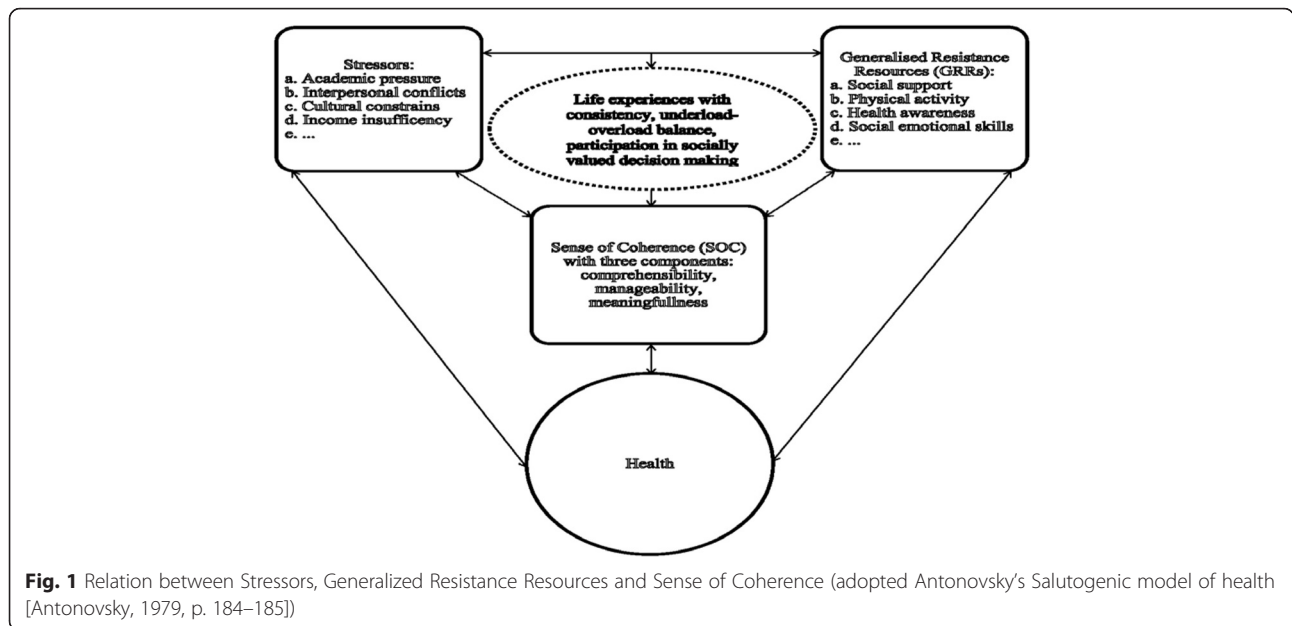 Stressors:
a. Academic pressure
b. Interpersonal conflicts
c. Cultural constrains
d. Income insufficency
e. ...
Life experiences with
consistency, underload-
overload balance,
participation in socially
valued decision making
Generalised Resistance
Resources (GRRs):
a. Social support
b. Physical activity
c. Health awareness
d. Social emotional skills
e. ...
Sense of Coherence (SOC)
with three components:
comprehensibility,
manageability,
meaningfullness
Health
Fig. 1 Relation between Stressors, Generalized Resistance Resources and Sense of Coherence (adopted Antonovsky's Salutogenic model of health
[Antonovsky, 1979, p. 184–185])